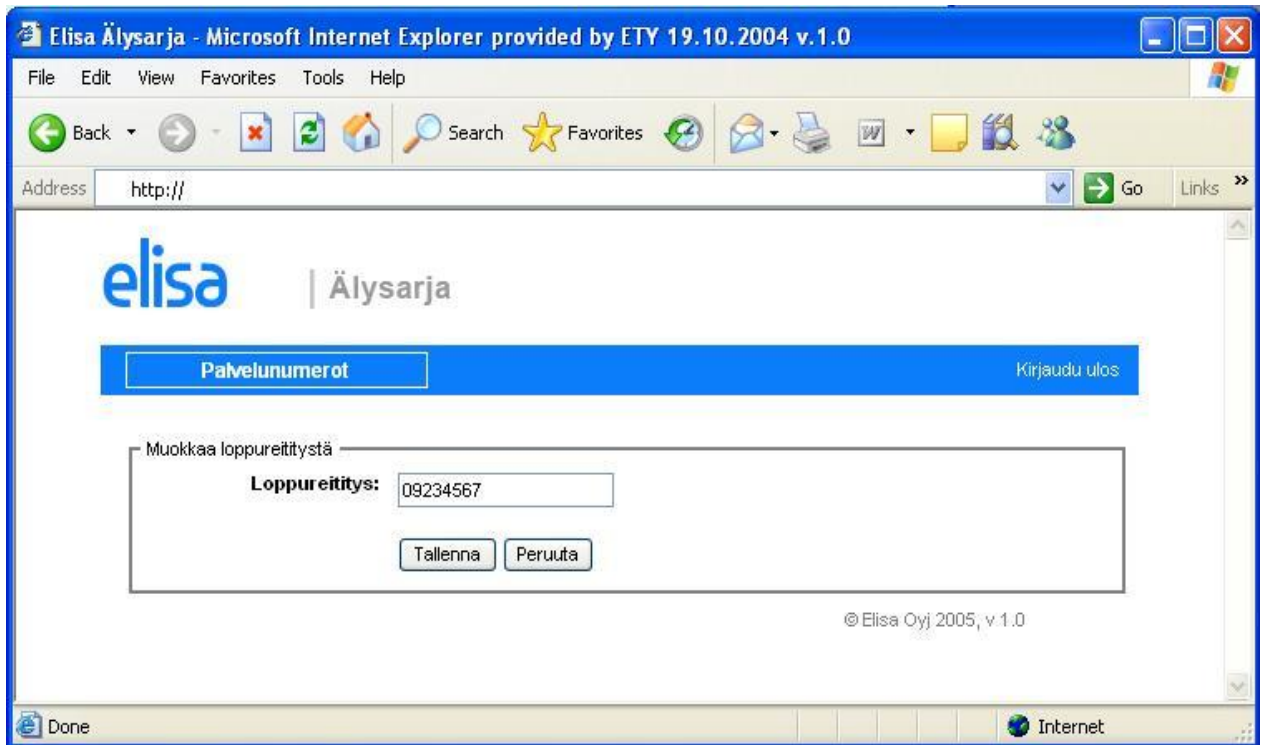 Elisa Älysarja - Microsoft Internet Explorer provided by ETY 19.10.2004 v.1.0
File Edit View Favorites Tools Help
Back Search Favorites W
Address http:// Go Links »
elisa | Älysarja
Palvelunumerot Kirjaudu ulos
Muokkaa loppureititystä
Loppureititys: 09234567
Tallenna Peruuta
© Elisa Oyj 2005, v 1.0
Done Internet